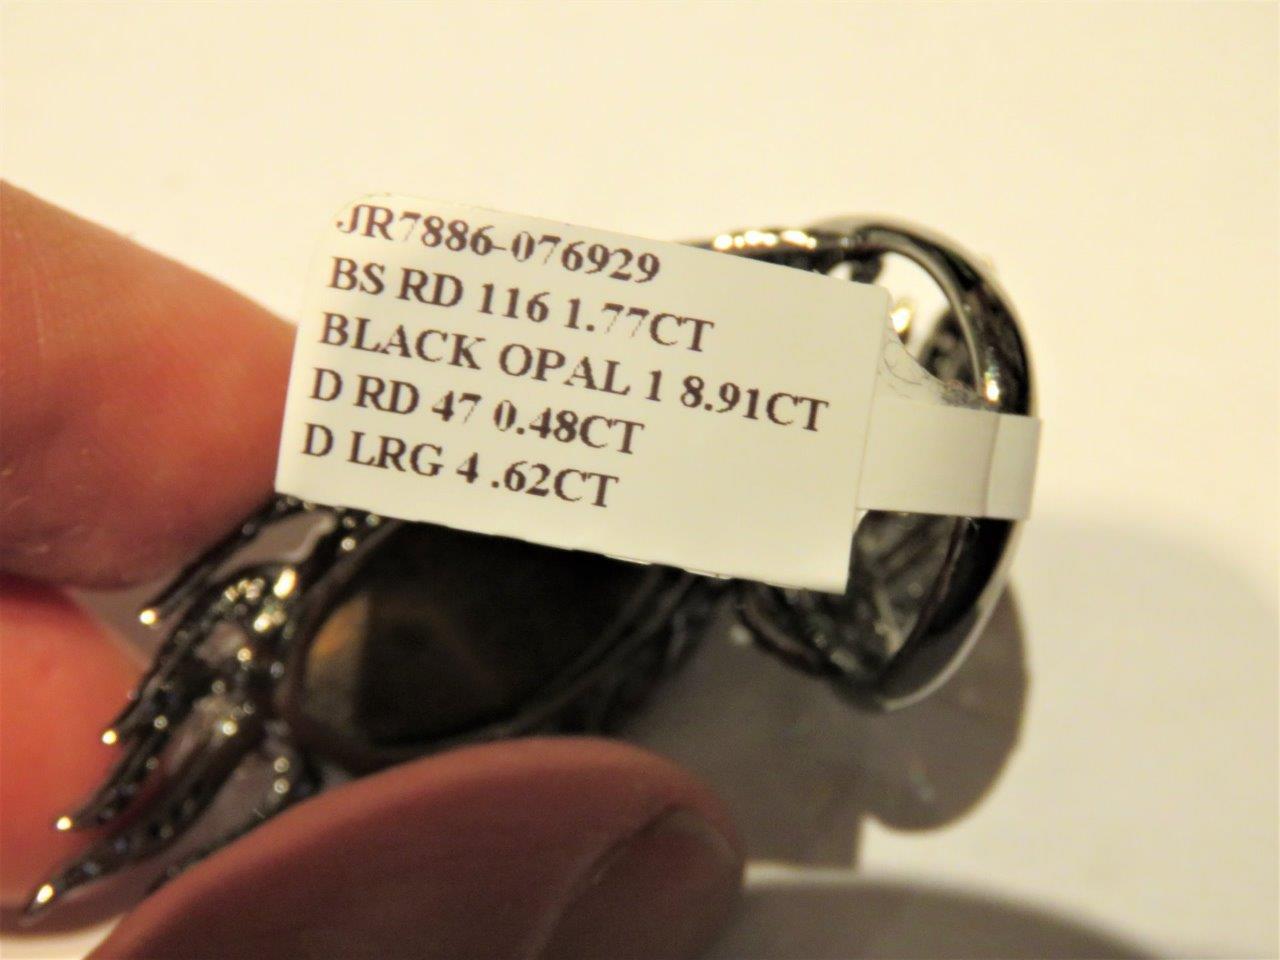 JR7886-076929
BS RD 116 1.77CT
BLACK OPAL 1 8.91CT
D RD 47 0.48CT
D LRG 4 .62CT